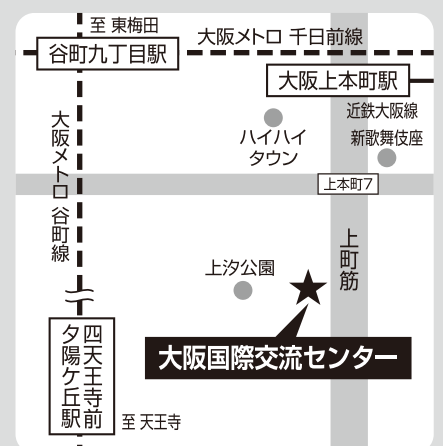 至 東梅田
大阪メトロ 千日前線
谷町九丁目駅
大阪上本町駅
近鉄大阪線
新歌舞伎座
ハイハイ
タウン
大阪メトロ 谷町線
上本町7
上町筋
上汐公園
大阪国際交流センター
四天王寺前
夕陽ケ丘駅
至 天王寺